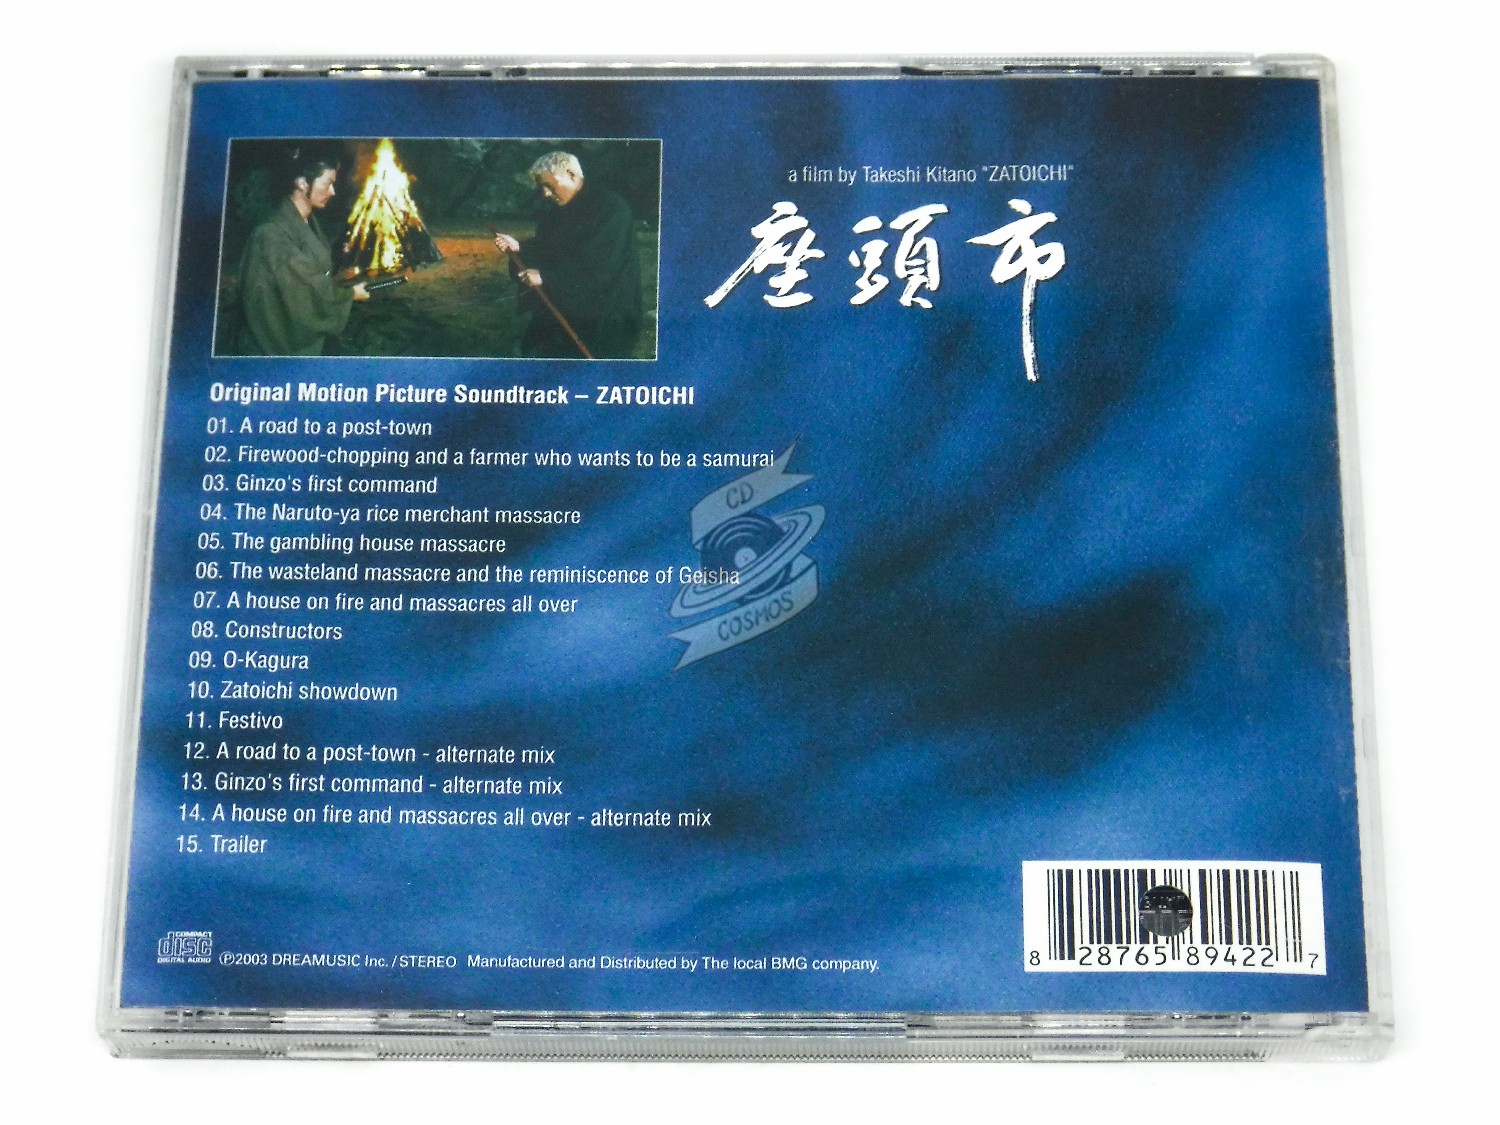 a film by Takeshi Kitano "ZATOICHI"
座頭市
Original Motion Picture Soundtrack – ZATOICHI
01. A road to a post-town
02. Firewood-chopping and a farmer who wants to be a samurai
03. Ginzo's first command
04. The Naruto-ya rice merchant massacre
05. The gambling house massacre
06. The wasteland massacre and the reminiscence of Geisha
07. A house on fire and massacres all over
08. Constructors
09. O-Kagura
10. Zatoichi showdown
11. Festivo
12. A road to a post-town - alternate mix
13. Ginzo's first command - alternate mix
14. A house on fire and massacres all over - alternate mix
15. Trailer
CD
COSMOS
COMPACT
disc
DIGITAL AUDIO
℗2003 DREAMUSIC Inc. / STEREO Manufactured and Distributed by The local BMG company.
8 28765 89422 7